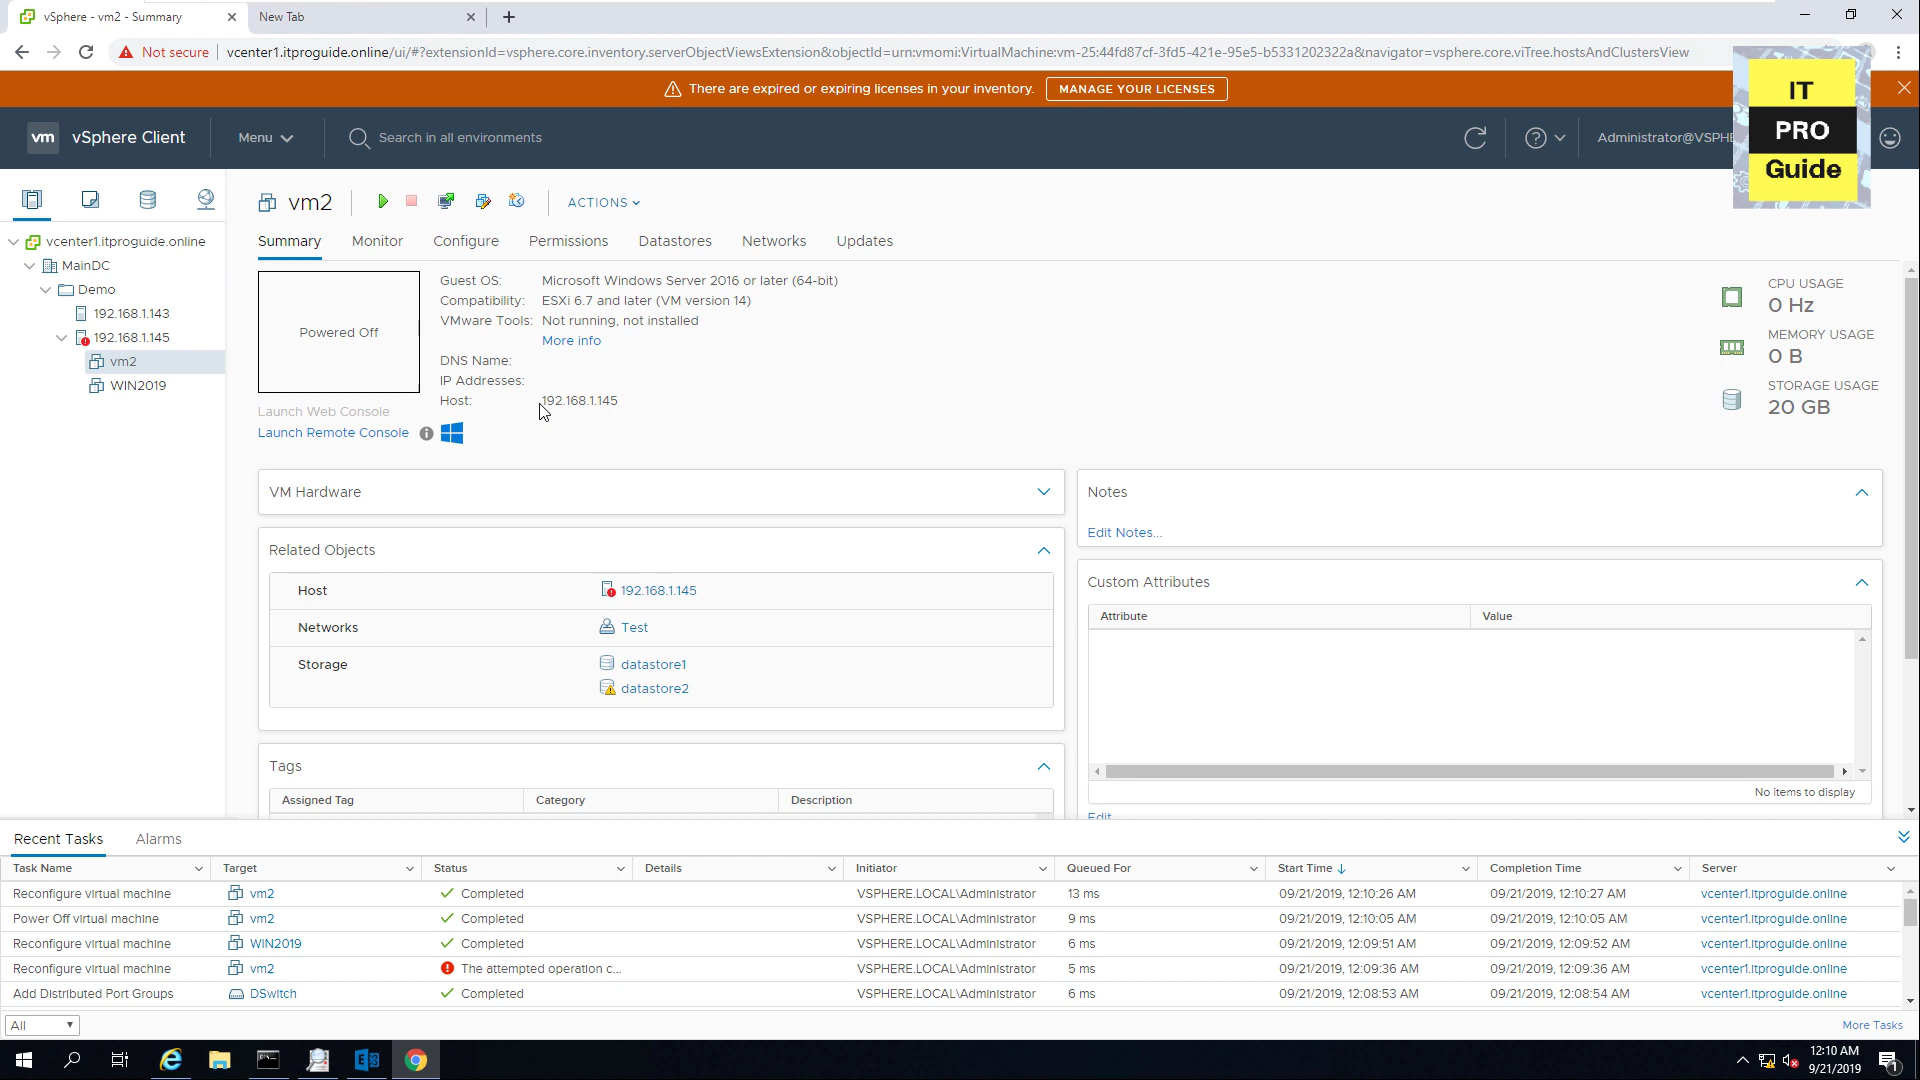 vSphere - vm2 - Summary
New Tab
Not secure
vcenter1.itproguide.online/ui/#?extensionId=vsphere.core.inventory.serverObjectViewsExtension&objectId=urn:vmomi:VirtualMachine:vm-25:44fd87cf-3fd5-421e-95e5-b5331202322a&navigator=vsphere.core.viTree.hostsAndClustersView
There are expired or expiring licenses in your inventory.
MANAGE YOUR LICENSES
IT
PRO
Guide
vm
vSphere Client
Menu
Search in all environments
Administrator@VSPHE
vm2
ACTIONS
vcenter1.itproguide.online
MainDC
Demo
192.168.1.143
192.168.1.145
vm2
WIN2019
Summary
Monitor
Configure
Permissions
Datastores
Networks
Updates
Powered Off
Launch Web Console
Launch Remote Console
Guest OS: Microsoft Windows Server 2016 or later (64-bit)
Compatibility: ESXi 6.7 and later (VM version 14)
VMware Tools: Not running, not installed
More info
DNS Name:
IP Addresses:
Host: 192.168.1.145
CPU USAGE
0 Hz
MEMORY USAGE
0 B
STORAGE USAGE
20 GB
VM Hardware
Related Objects
Host 192.168.1.145
Networks Test
Storage datastore1
datastore2
Tags
Assigned Tag Category Description
Notes
Edit Notes...
Custom Attributes
Attribute Value
No items to display
Edit
Recent Tasks
Alarms
Task Name Target Status Details Initiator Queued For Start Time Completion Time Server
Reconfigure virtual machine vm2 Completed VSPHERE.LOCAL\Administrator 13 ms 09/21/2019, 12:10:26 AM 09/21/2019, 12:10:27 AM vcenter1.itproguide.online
Power Off virtual machine vm2 Completed VSPHERE.LOCAL\Administrator 9 ms 09/21/2019, 12:10:05 AM 09/21/2019, 12:10:05 AM vcenter1.itproguide.online
Reconfigure virtual machine WIN2019 Completed VSPHERE.LOCAL\Administrator 6 ms 09/21/2019, 12:09:51 AM 09/21/2019, 12:09:52 AM vcenter1.itproguide.online
Reconfigure virtual machine vm2 The attempted operation c... VSPHERE.LOCAL\Administrator 5 ms 09/21/2019, 12:09:36 AM 09/21/2019, 12:09:36 AM vcenter1.itproguide.online
Add Distributed Port Groups DSwitch Completed VSPHERE.LOCAL\Administrator 6 ms 09/21/2019, 12:08:53 AM 09/21/2019, 12:08:54 AM vcenter1.itproguide.online
All
More Tasks
12:10 AM
9/21/2019
1